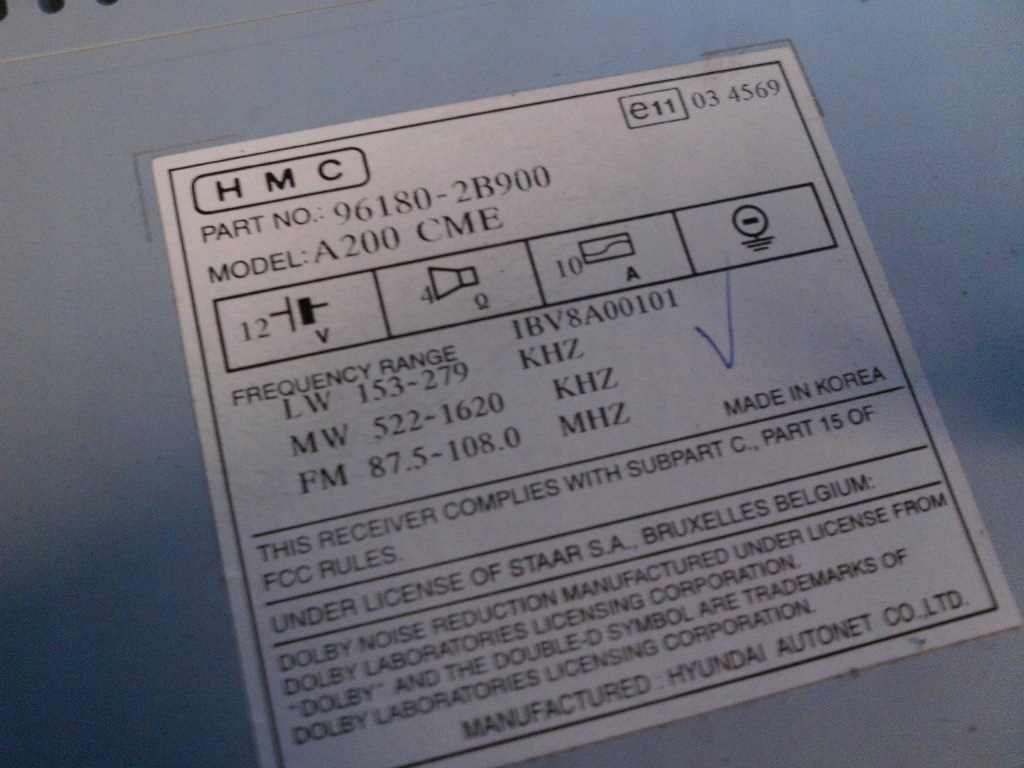 HMC
e11 03 4569
PART NO.: 96180-2B900
MODEL: A200 CME
12 V 4 Ω 10 A
FREQUENCY RANGE IBV8A00101
LW 153-279 KHZ
MW 522-1620 KHZ
FM 87.5-108.0 MHZ
MADE IN KOREA
THIS RECEIVER COMPLIES WITH SUBPART C., PART 15 OF
FCC RULES.
UNDER LICENSE OF STAAR S.A., BRUXELLES BELGIUM:
DOLBY NOISE REDUCTION MANUFACTURED UNDER LICENSE FROM
DOLBY LABORATORIES LICENSING CORPORATION.
"DOLBY" AND THE DOUBLE-D SYMBOL ARE TRADEMARKS OF
DOLBY LABORATORIES LICENSING CORPORATION.
MANUFACTURED : HYUNDAI AUTONET CO.,LTD.